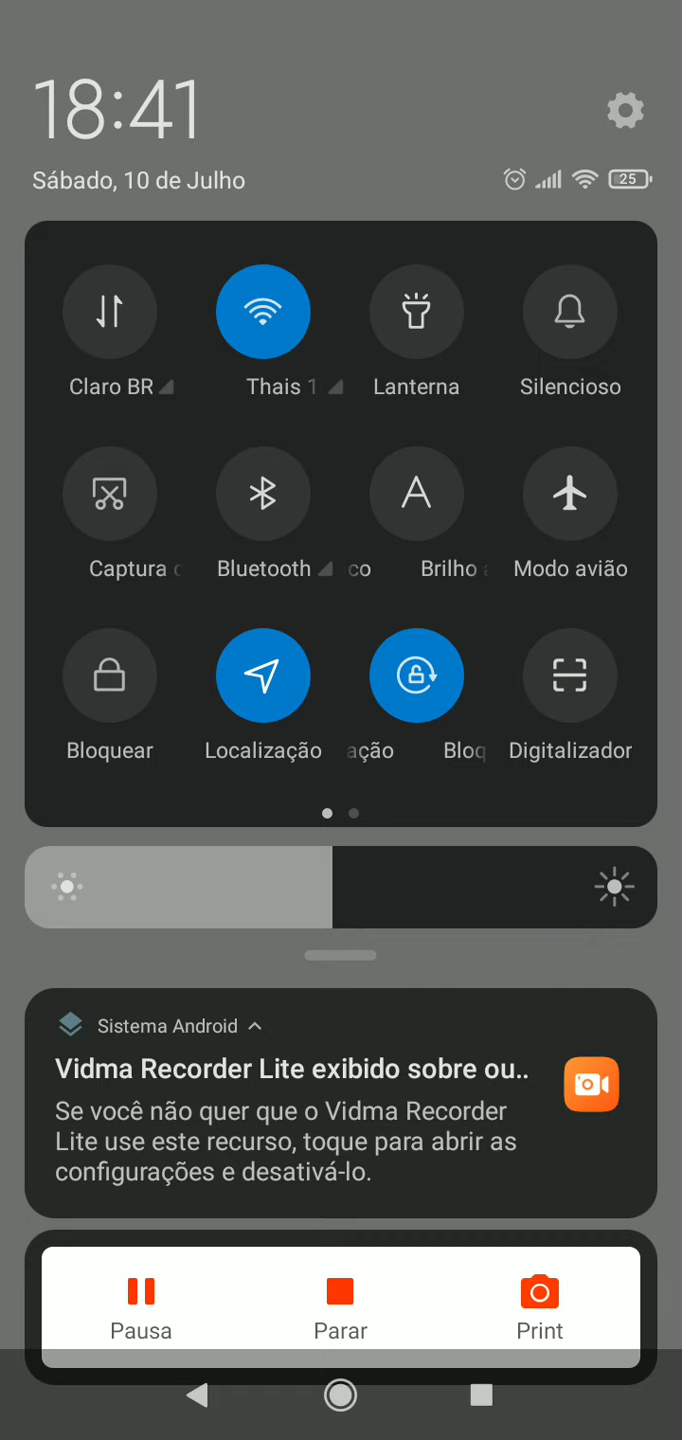 18:41
Sábado, 10 de Julho
25
Claro BR
Thais 1
Lanterna
Silencioso
Captura
Bluetooth
co
Brilho
Modo avião
Bloquear
Localização
ação
Bloq
Digitalizador
Sistema Android
Vidma Recorder Lite exibido sobre ou..
Se você não quer que o Vidma Recorder
Lite use este recurso, toque para abrir as
configurações e desativá-lo.
Pausa
Parar
Print